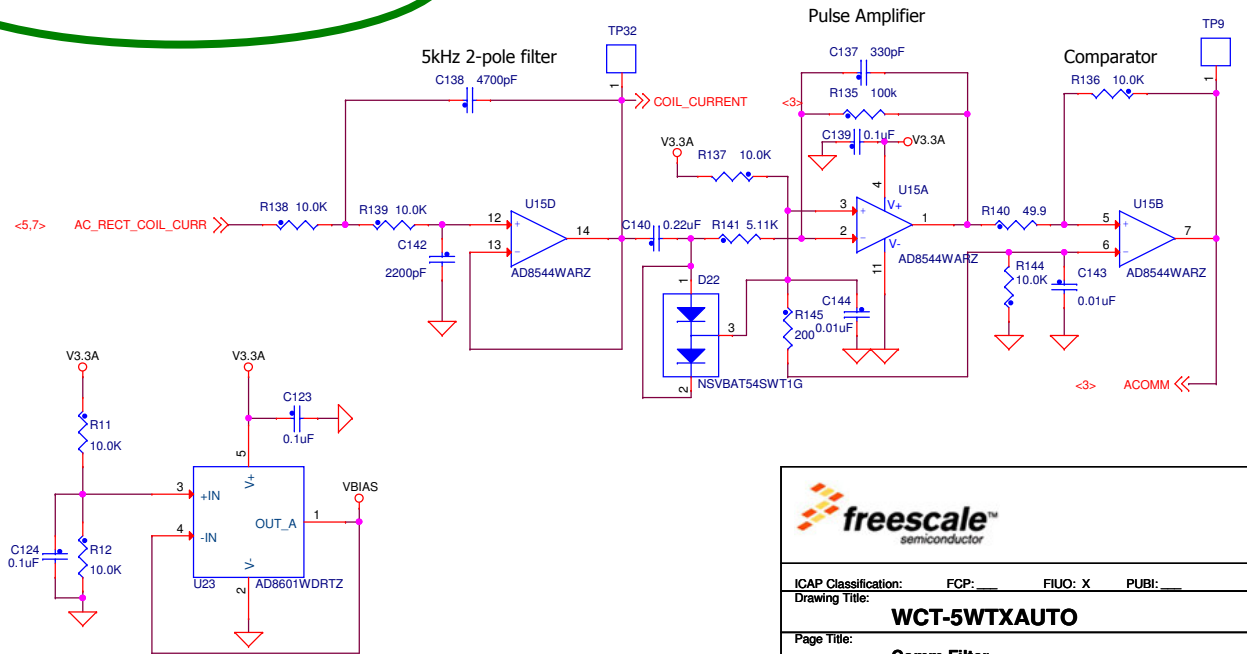 Pulse Amplifier
5kHz 2-pole filter
Comparator
TP32
TP9
C138 4700pF
C137 330pF
R136 10.0K
1
1
COIL_CURRENT
<3>
R135 100k
C139 0.1uF
V3.3A
V3.3A
R137 10.0K
4
U15A
V+
<5,7> AC_RECT_COIL_CURR
R138 10.0K
R139 10.0K
12
+
U15D
14
13
-
AD8544WARZ
C142
2200pF
C140 0.22uF
R141 5.11K
3
+
2
-
1
V-
11
AD8544WARZ
R140 49.9
5
+
U15B
7
6
-
AD8544WARZ
R144
10.0K
C143
0.01uF
1
D22
3
2
NSVBAT54SWT1G
R145
200
C144
0.01uF
<3> ACOMM
V3.3A
V3.3A
C123
0.1uF
R11
10.0K
5
V+
3
+IN
4
-IN
OUT_A
1
VBIAS
V-
2
U23
AD8601WDRTZ
C124
0.1uF
R12
10.0K
freescale™
semiconductor
ICAP Classification: FCP: ___ FIUO: X PUBI: ___
Drawing Title:
WCT-5WTXAUTO
Page Title:
Comm Filter